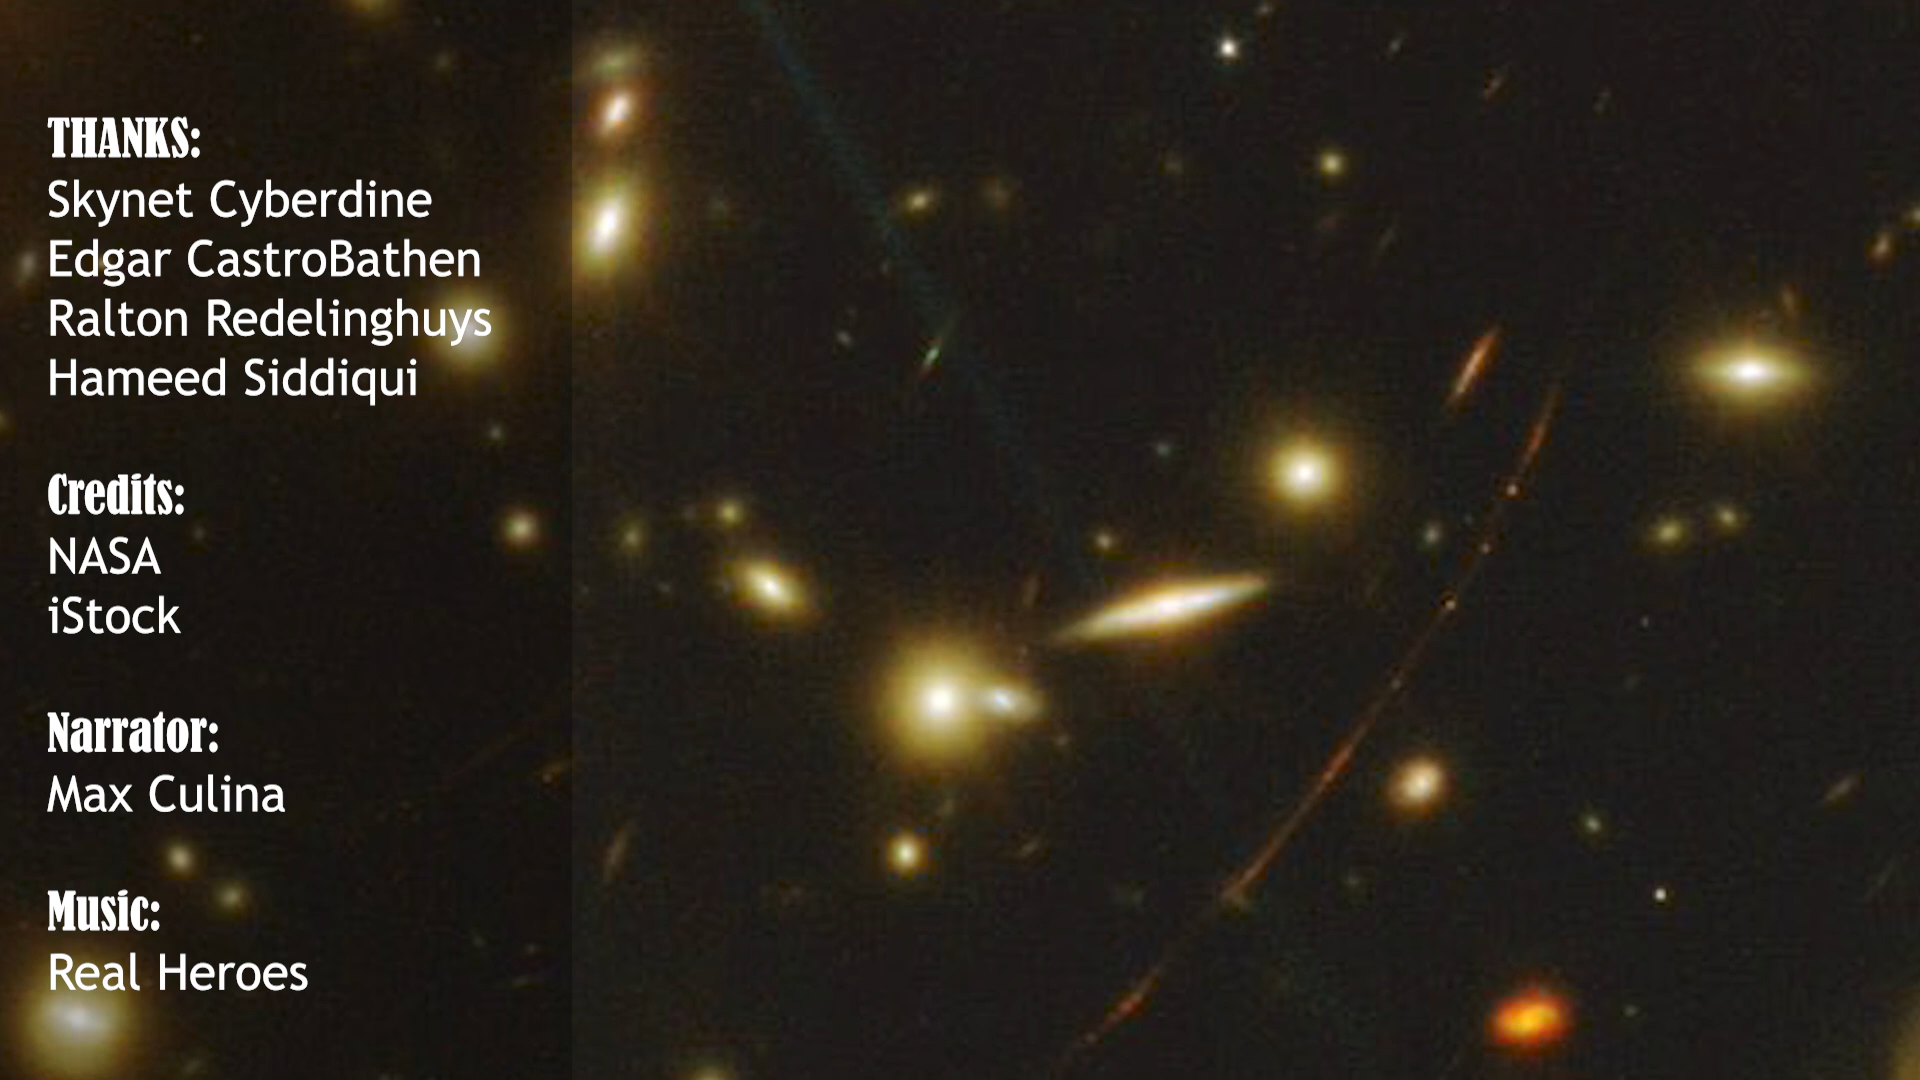 THANKS:
Skynet Cyberdine
Edgar CastroBathen
Ralton Redelinghuys
Hameed Siddiqui
Credits:
NASA
iStock
Narrator:
Max Culina
Music:
Real Heroes